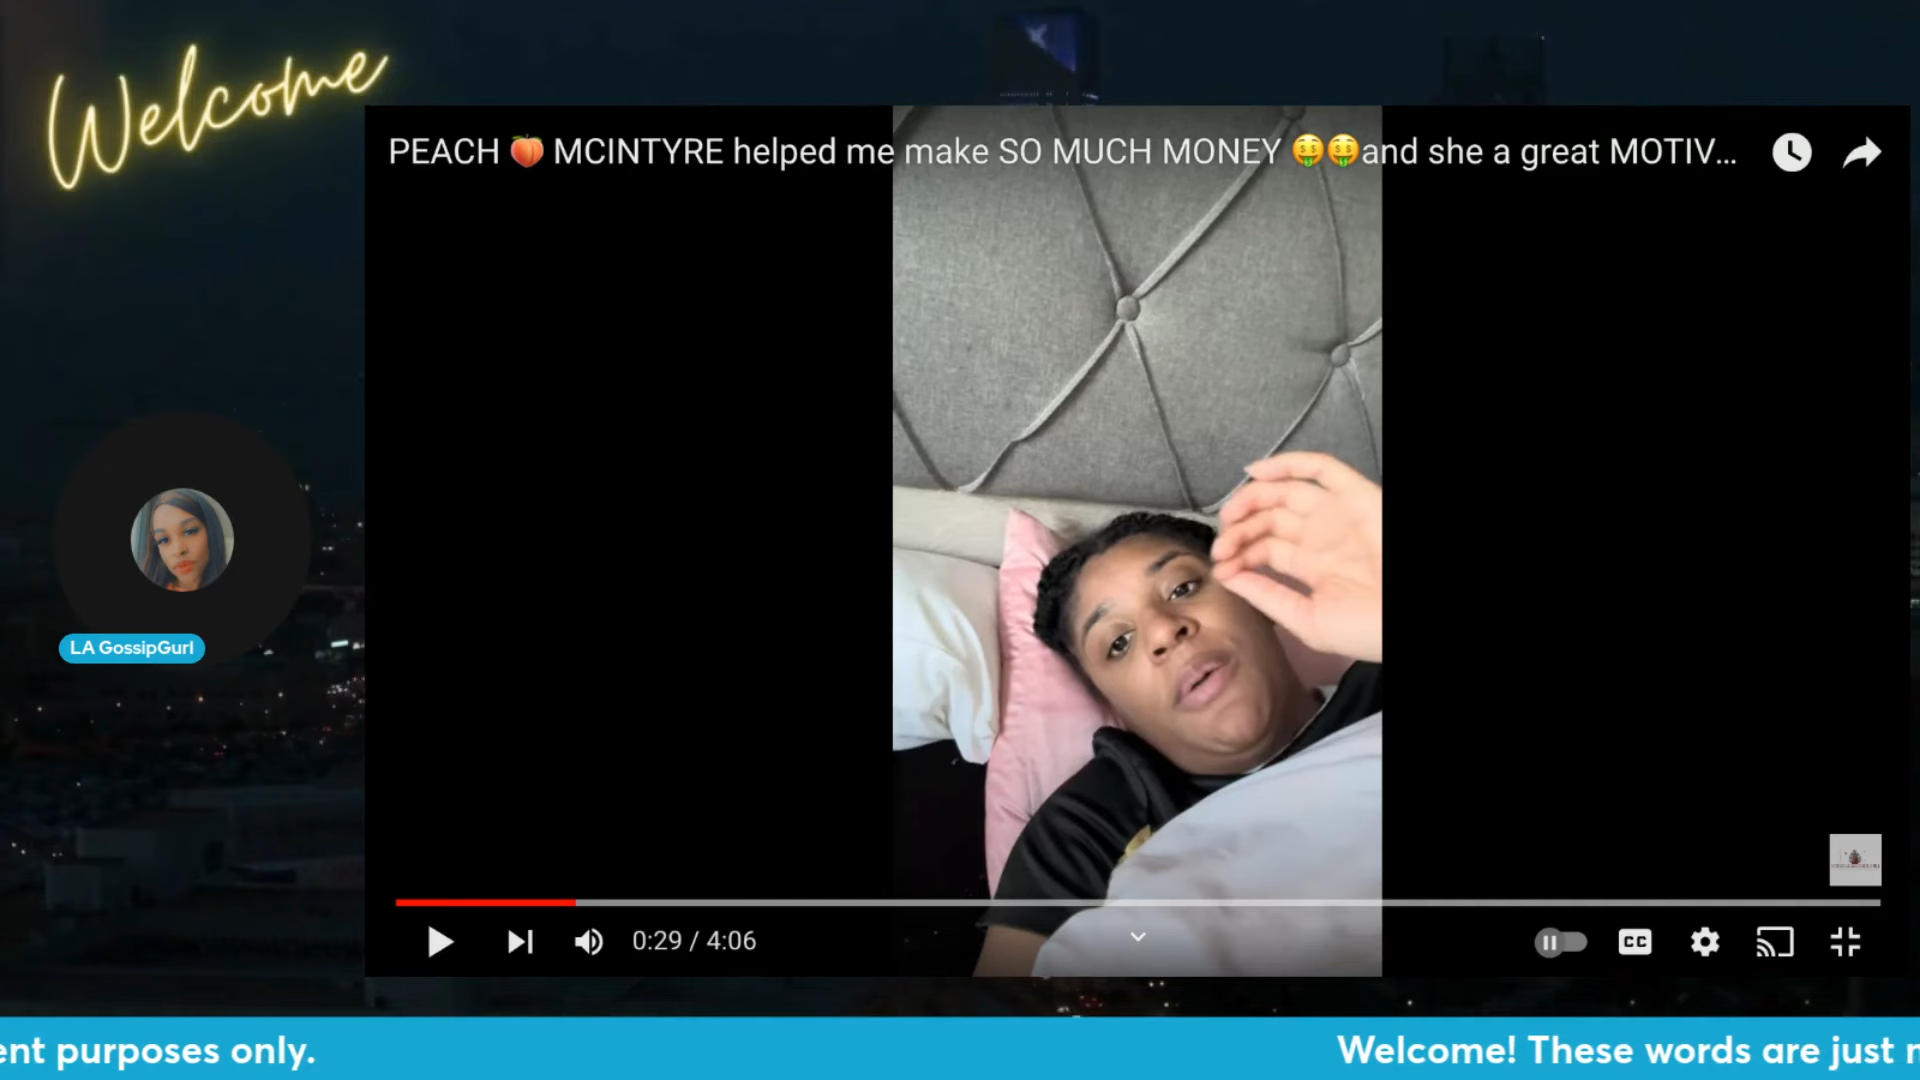 Welcome
PEACH 🍑 MCINTYRE helped me make SO MUCH MONEY 🤑🤑and she a great MOTIV...
LA GossipGurl
0:29 / 4:06
CC
ent purposes only.
Welcome! These words are just